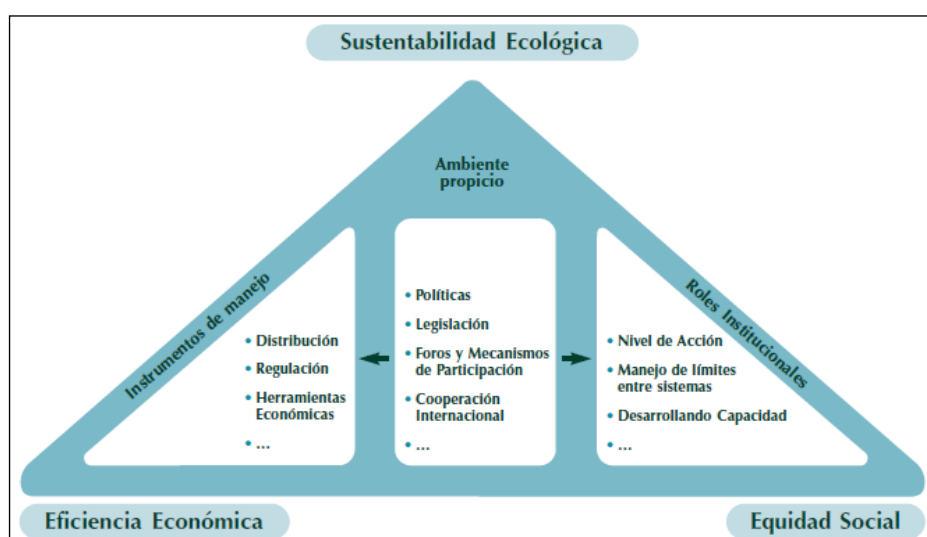 Sustentabilidad Ecológica
Ambiente
propicio
Instrumentos de manejo
• Distribución
• Regulación
• Herramientas
Económicas
• ...
• Políticas
• Legislación
• Foros y Mecanismos
de Participación
• Cooperación
Internacional
• ...
Roles Institucionales
• Nivel de Acción
• Manejo de límites
entre sistemas
• Desarrollando Capacidad
• ...
Eficiencia Económica
Equidad Social